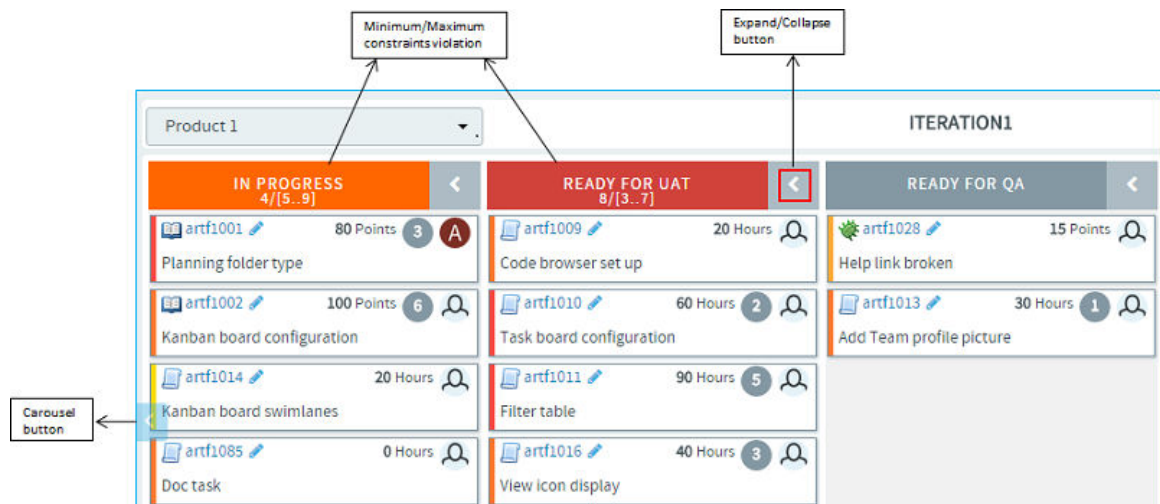 Minimum/Maximum
constraints violation
Expand/Collapse
button
Product 1
ITERATION1
IN PROGRESS
4/[5..9]
READY FOR UAT
8/[3..7]
READY FOR QA
artf1001 80 Points 3 A
Planning folder type
artf1009 20 Hours
Code browser set up
artf1028 15 Points
Help link broken
artf1002 100 Points 6
Kanban board configuration
artf1010 60 Hours 2
Task board configuration
artf1013 30 Hours 1
Add Team profile picture
artf1014 20 Hours
Kanban board swimlanes
artf1011 90 Hours 5
Filter table
Carousel
button
artf1085 0 Hours
Doc task
artf1016 40 Hours 3
View icon display